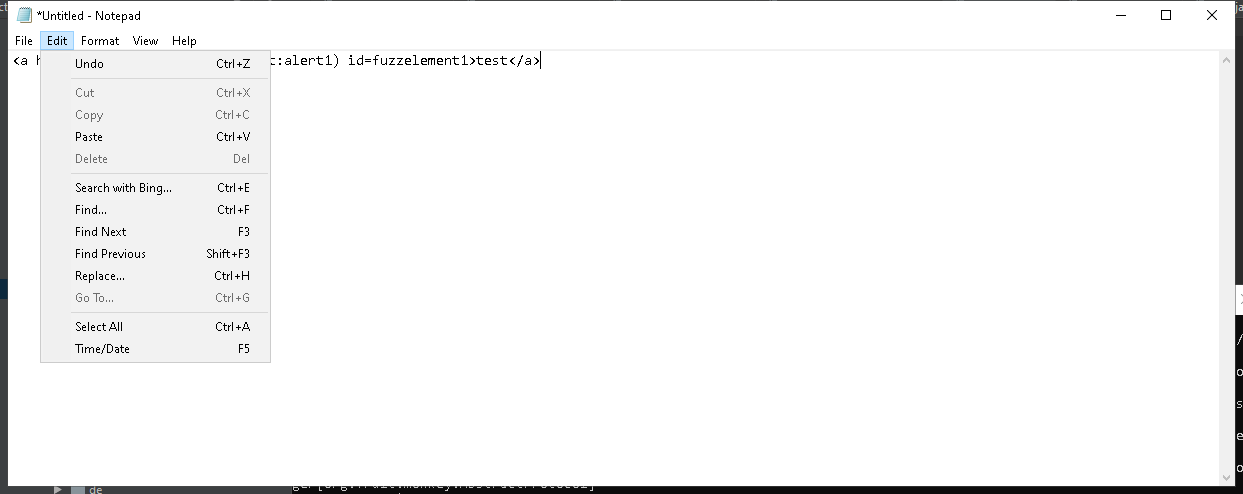 *Untitled - Notepad
File Edit Format View Help
<a h t:alert1) id=fuzzelement1>test</a>
Undo Ctrl+Z
Cut Ctrl+X
Copy Ctrl+C
Paste Ctrl+V
Delete Del
Search with Bing... Ctrl+E
Find... Ctrl+F
Find Next F3
Find Previous Shift+F3
Replace... Ctrl+H
Go To... Ctrl+G
Select All Ctrl+A
Time/Date F5
de